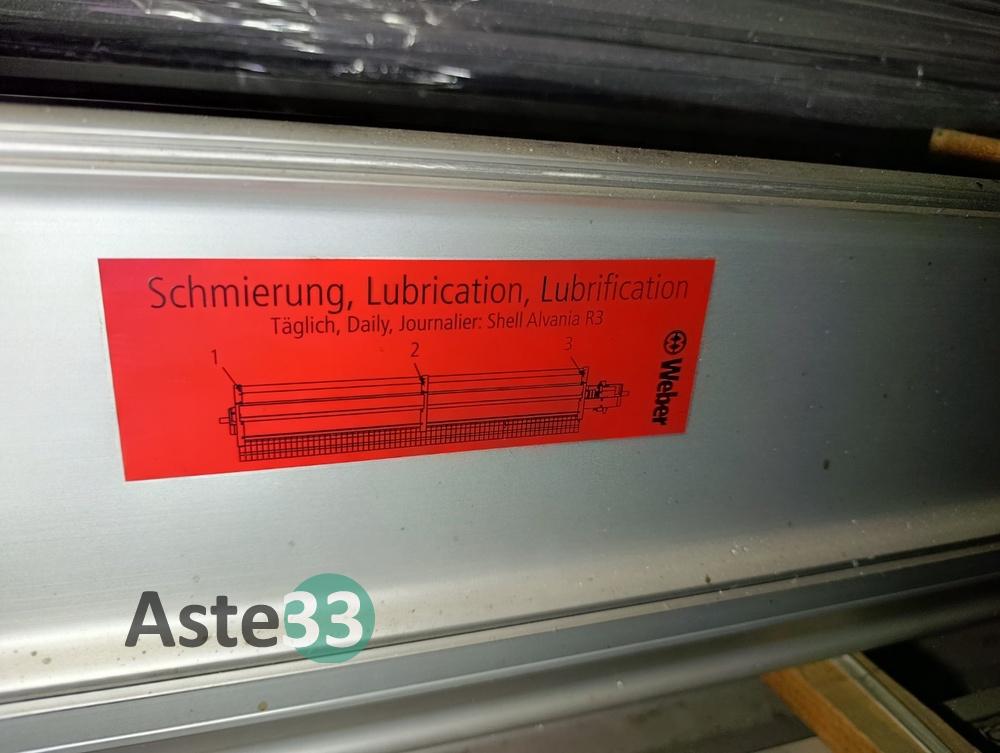 Schmierung, Lubrication, Lubrification
Täglich, Daily, Journalier: Shell Alvania R3
1
2
3
Weber
Aste33